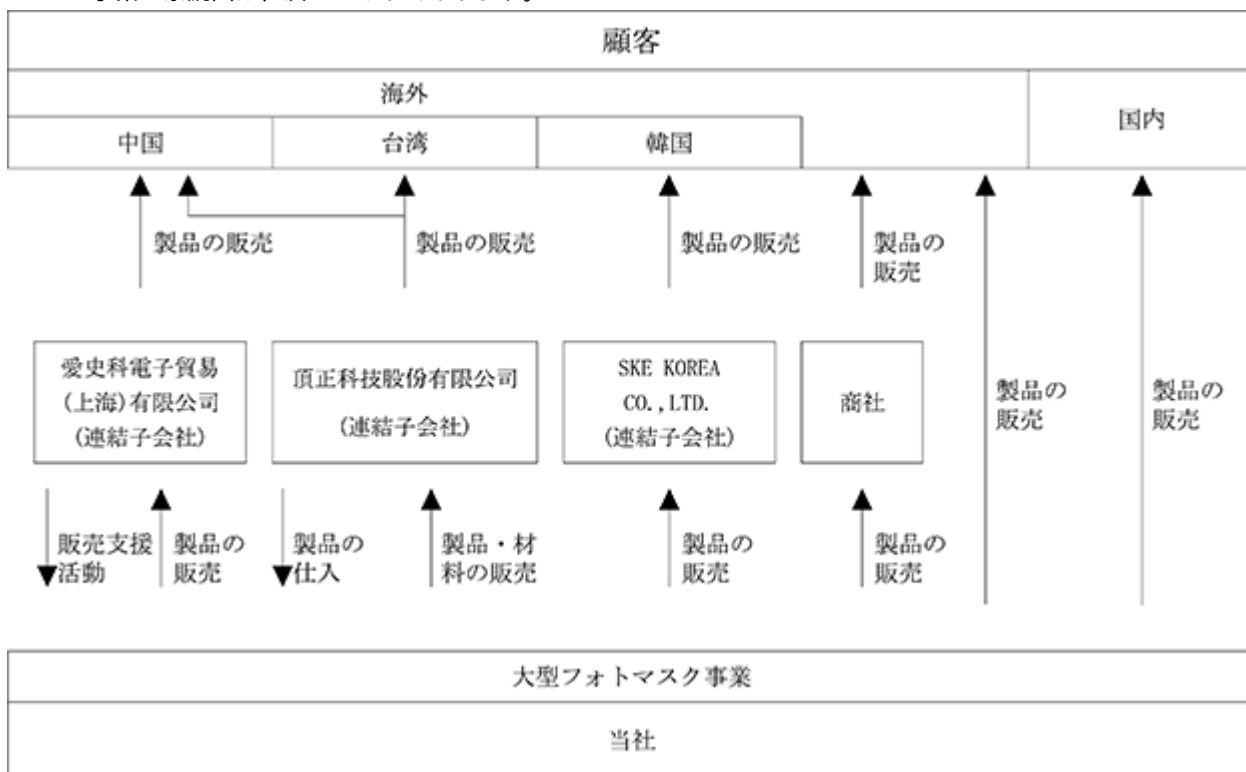 顧客
海外
国内
中国
台湾
韓国
製品の販売
製品の販売
製品の販売
製品の
販売
愛史科電子貿易
(上海)有限公司
(連結子会社)
頂正科技股份有限公司
(連結子会社)
SKE KOREA
CO.,LTD.
(連結子会社)
商社
製品の
販売
製品の
販売
販売支援
活動
製品の
販売
製品の
仕入
製品・材
料の販売
製品の
販売
製品の
販売
大型フォトマスク事業
当社